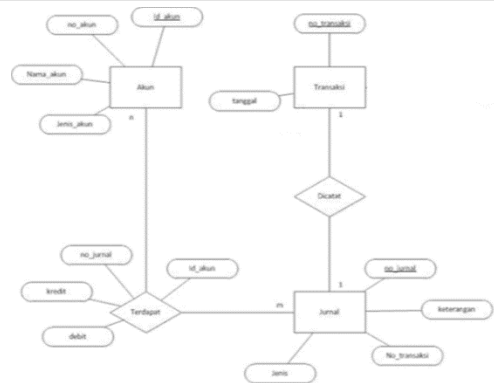 id_akun
no_akun
no_transaksi
Nama_akun
Akun
Transaksi
tanggal
Jenis_akun
n
1
Dicatat
no_jurnal
id_akun
no_jurnal
1
kredit
m
Terdapat
Jurnal
keterangan
debit
No_transaksi
Jenis